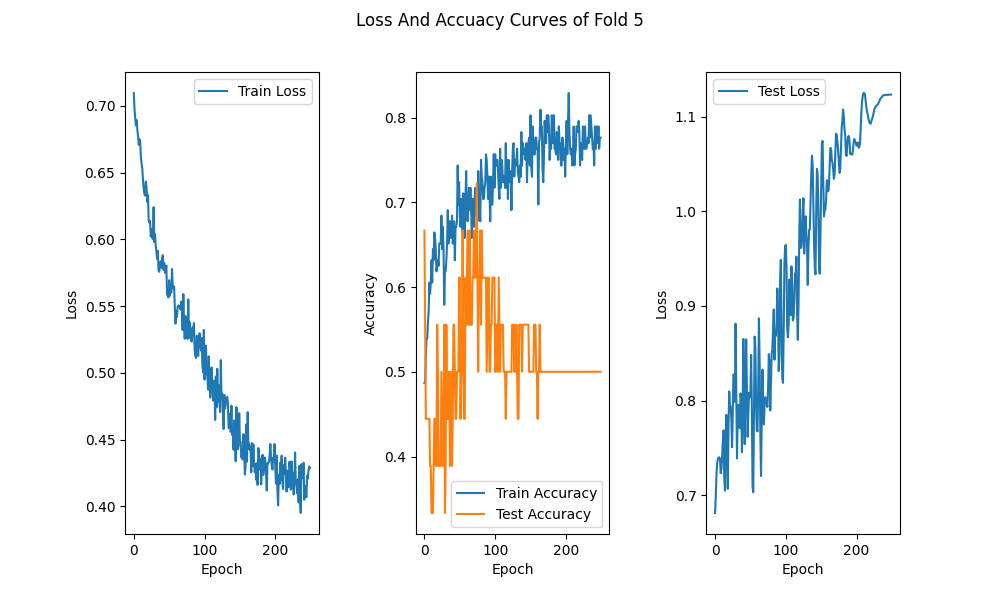 Loss And Accuacy Curves of Fold 5
Train Loss
0.70
0.65
0.60
0.55
0.50
0.45
0.40
0
100
200
Loss
Epoch
0.8
0.7
0.6
0.5
0.4
0
100
200
Accuracy
Epoch
Train Accuracy
Test Accuracy
Test Loss
1.1
1.0
0.9
0.8
0.7
0
100
200
Loss
Epoch